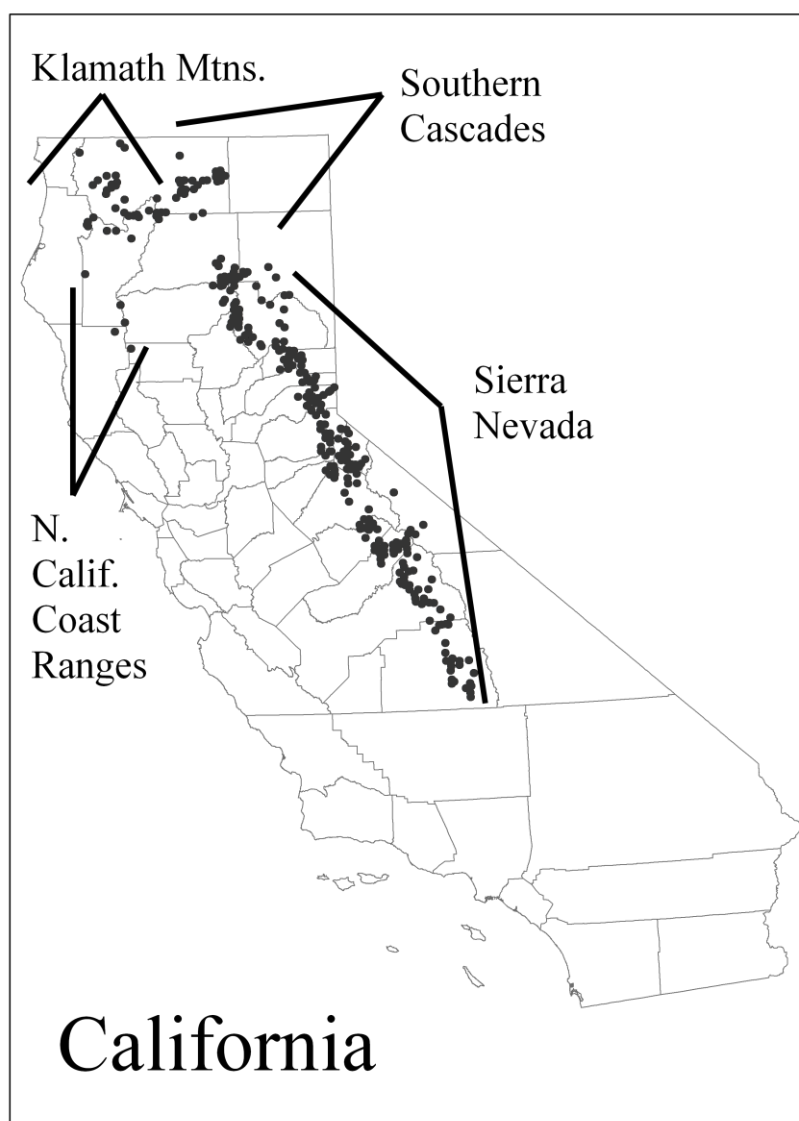 Klamath Mtns.
Southern
Cascades
Sierra
Nevada
N.
Calif.
Coast
Ranges
California